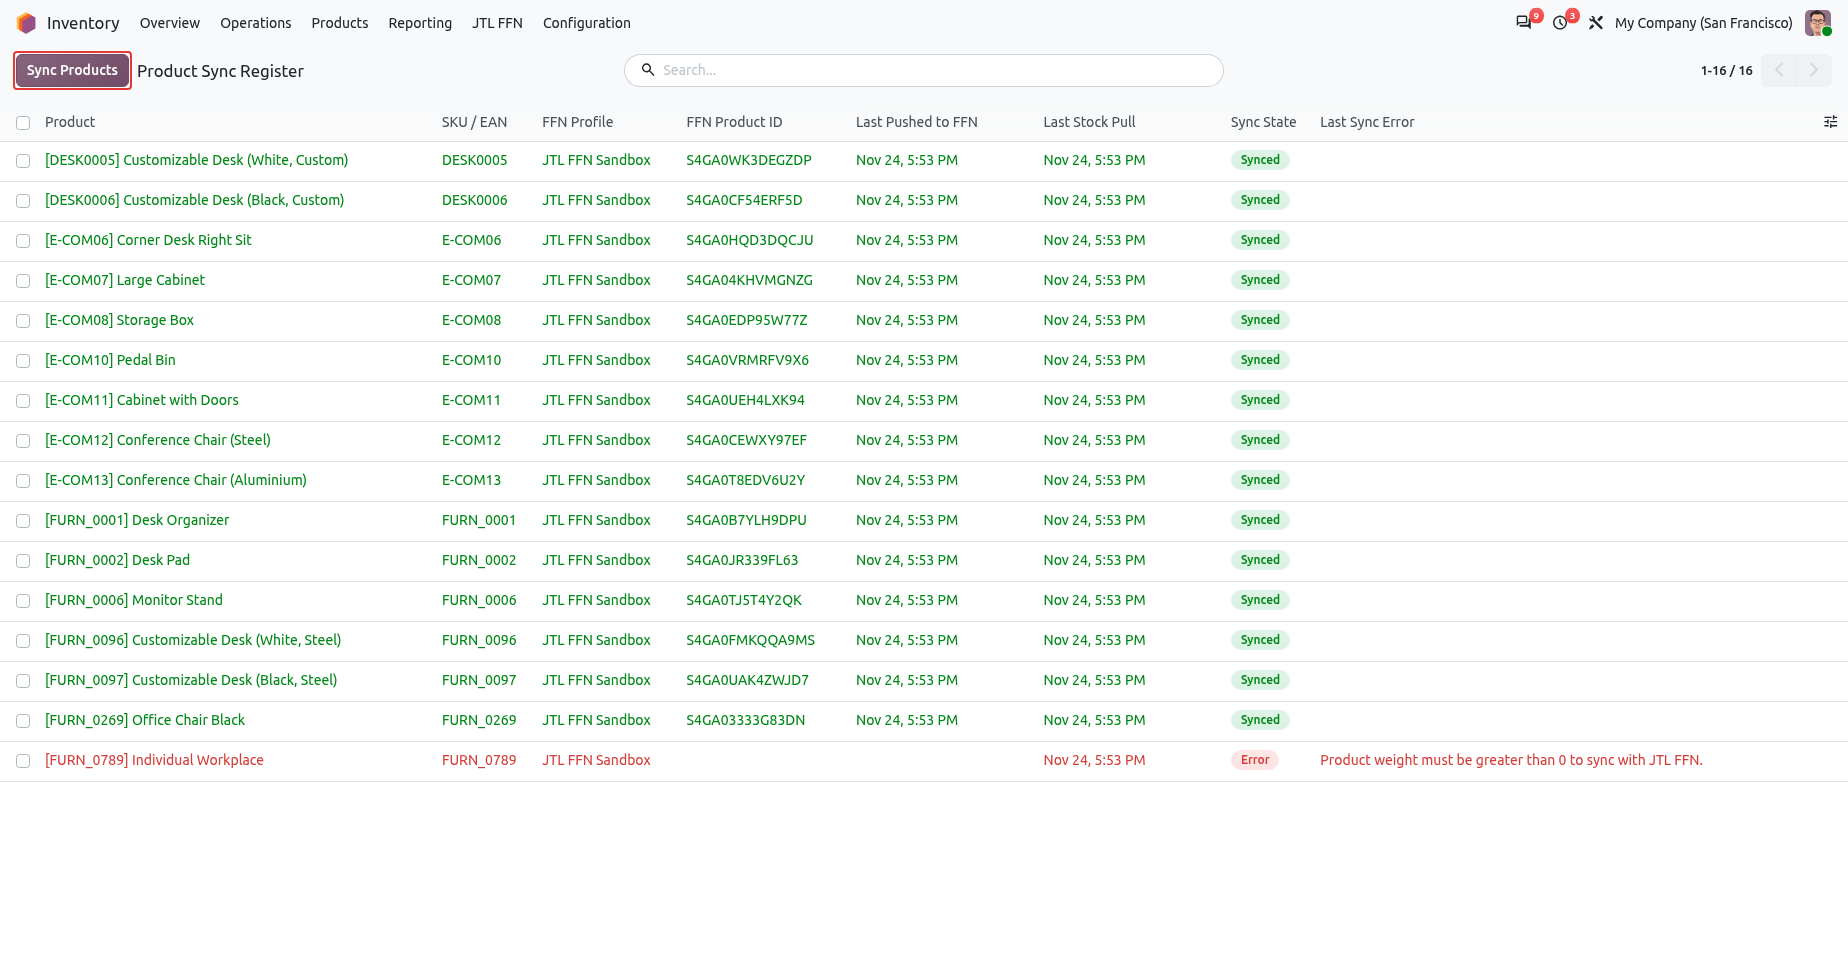 Inventory Overview Operations Products Reporting JTL FFN Configuration 9 3 My Company (San Francisco)
Sync Products Product Sync Register Search... 1-16 / 16
Product SKU / EAN FFN Profile FFN Product ID Last Pushed to FFN Last Stock Pull Sync State Last Sync Error
[DESK0005] Customizable Desk (White, Custom) DESK0005 JTL FFN Sandbox S4GA0WK3DEGZDP Nov 24, 5:53 PM Nov 24, 5:53 PM Synced
[DESK0006] Customizable Desk (Black, Custom) DESK0006 JTL FFN Sandbox S4GA0CF54ERF5D Nov 24, 5:53 PM Nov 24, 5:53 PM Synced
[E-COM06] Corner Desk Right Sit E-COM06 JTL FFN Sandbox S4GA0HQD3DQCJU Nov 24, 5:53 PM Nov 24, 5:53 PM Synced
[E-COM07] Large Cabinet E-COM07 JTL FFN Sandbox S4GA04KHVMGNZG Nov 24, 5:53 PM Nov 24, 5:53 PM Synced
[E-COM08] Storage Box E-COM08 JTL FFN Sandbox S4GA0EDP95W77Z Nov 24, 5:53 PM Nov 24, 5:53 PM Synced
[E-COM10] Pedal Bin E-COM10 JTL FFN Sandbox S4GA0VRMRFV9X6 Nov 24, 5:53 PM Nov 24, 5:53 PM Synced
[E-COM11] Cabinet with Doors E-COM11 JTL FFN Sandbox S4GA0UEH4LXK94 Nov 24, 5:53 PM Nov 24, 5:53 PM Synced
[E-COM12] Conference Chair (Steel) E-COM12 JTL FFN Sandbox S4GA0CEWXY97EF Nov 24, 5:53 PM Nov 24, 5:53 PM Synced
[E-COM13] Conference Chair (Aluminium) E-COM13 JTL FFN Sandbox S4GA0T8EDV6U2Y Nov 24, 5:53 PM Nov 24, 5:53 PM Synced
[FURN_0001] Desk Organizer FURN_0001 JTL FFN Sandbox S4GA0B7YLH9DPU Nov 24, 5:53 PM Nov 24, 5:53 PM Synced
[FURN_0002] Desk Pad FURN_0002 JTL FFN Sandbox S4GA0JR339FL63 Nov 24, 5:53 PM Nov 24, 5:53 PM Synced
[FURN_0006] Monitor Stand FURN_0006 JTL FFN Sandbox S4GA0TJ5T4Y2QK Nov 24, 5:53 PM Nov 24, 5:53 PM Synced
[FURN_0096] Customizable Desk (White, Steel) FURN_0096 JTL FFN Sandbox S4GA0FMKQQA9MS Nov 24, 5:53 PM Nov 24, 5:53 PM Synced
[FURN_0097] Customizable Desk (Black, Steel) FURN_0097 JTL FFN Sandbox S4GA0UAK4ZWJD7 Nov 24, 5:53 PM Nov 24, 5:53 PM Synced
[FURN_0269] Office Chair Black FURN_0269 JTL FFN Sandbox S4GA03333G83DN Nov 24, 5:53 PM Nov 24, 5:53 PM Synced
[FURN_0789] Individual Workplace FURN_0789 JTL FFN Sandbox Nov 24, 5:53 PM Error Product weight must be greater than 0 to sync with JTL FFN.